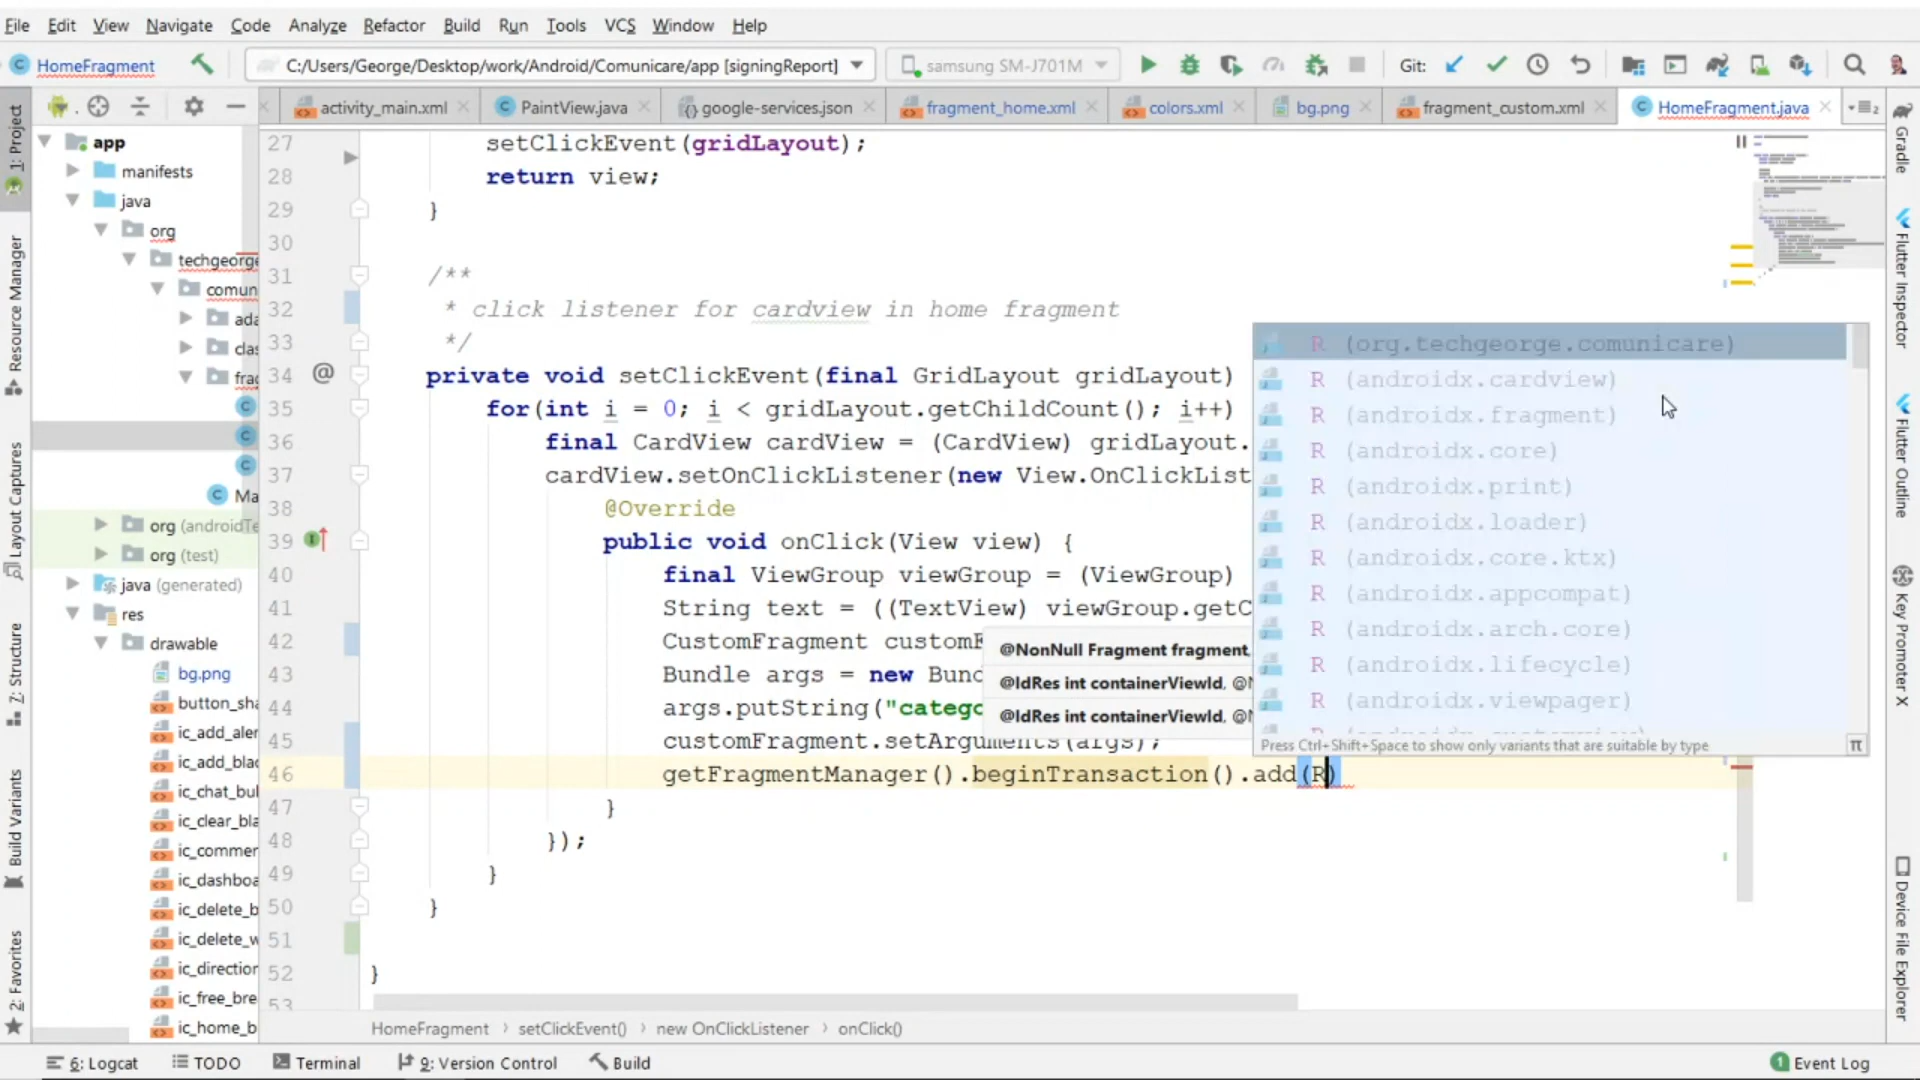 File Edit View Navigate Code Analyze Refactor Build Run Tools VCS Window Help
HomeFragment C:/Users/George/Desktop/work/Android/Comunicare/app [signingReport] samsung SM-J701M Git:
activity_main.xml PaintView.java google-services.json fragment_home.xml colors.xml bg.png fragment_custom.xml HomeFragment.java
1: Project
Resource Manager
Layout Captures
7: Structure
Build Variants
2: Favorites
app
manifests
java
org
techgeorge
comun
ada
clas
frag
Ma
org (androidTe
org (test)
java (generated)
res
drawable
bg.png
button_sha
ic_add_aler
ic_add_blac
ic_chat_bul
ic_clear_bla
ic_commer
ic_dashboa
ic_delete_b
ic_delete_w
ic_direction
ic_free_bre
ic_home_b
27 setClickEvent(gridLayout);
28 return view;
29 }
30
31 /**
32 * click listener for cardview in home fragment
33 */
34 private void setClickEvent(final GridLayout gridLayout)
35 for(int i = 0; i < gridLayout.getChildCount(); i++)
36 final CardView cardView = (CardView) gridLayout.
37 cardView.setOnClickListener(new View.OnClickList
38 @Override
39 public void onClick(View view) {
40 final ViewGroup viewGroup = (ViewGroup)
41 String text = ((TextView) viewGroup.getC
42 CustomFragment customF
43 Bundle args = new Bund
44 args.putString("catego
45 customFragment.setArguments(args);
46 getFragmentManager().beginTransaction().add(R)
47 }
48 });
49 }
50 }
51
52 }
53
@NonNull Fragment fragment,
@IdRes int containerViewId, @N
@IdRes int containerViewId, @N
R (org.techgeorge.comunicare)
R (androidx.cardview)
R (androidx.fragment)
R (androidx.core)
R (androidx.print)
R (androidx.loader)
R (androidx.core.ktx)
R (androidx.appcompat)
R (androidx.arch.core)
R (androidx.lifecycle)
R (androidx.viewpager)
Press Ctrl+Shift+Space to show only variants that are suitable by type π
Gradle
Flutter Inspector
Flutter Outline
Key Promoter X
Device File Explorer
HomeFragment › setClickEvent() › new OnClickListener › onClick()
6: Logcat TODO Terminal 9: Version Control Build 1 Event Log